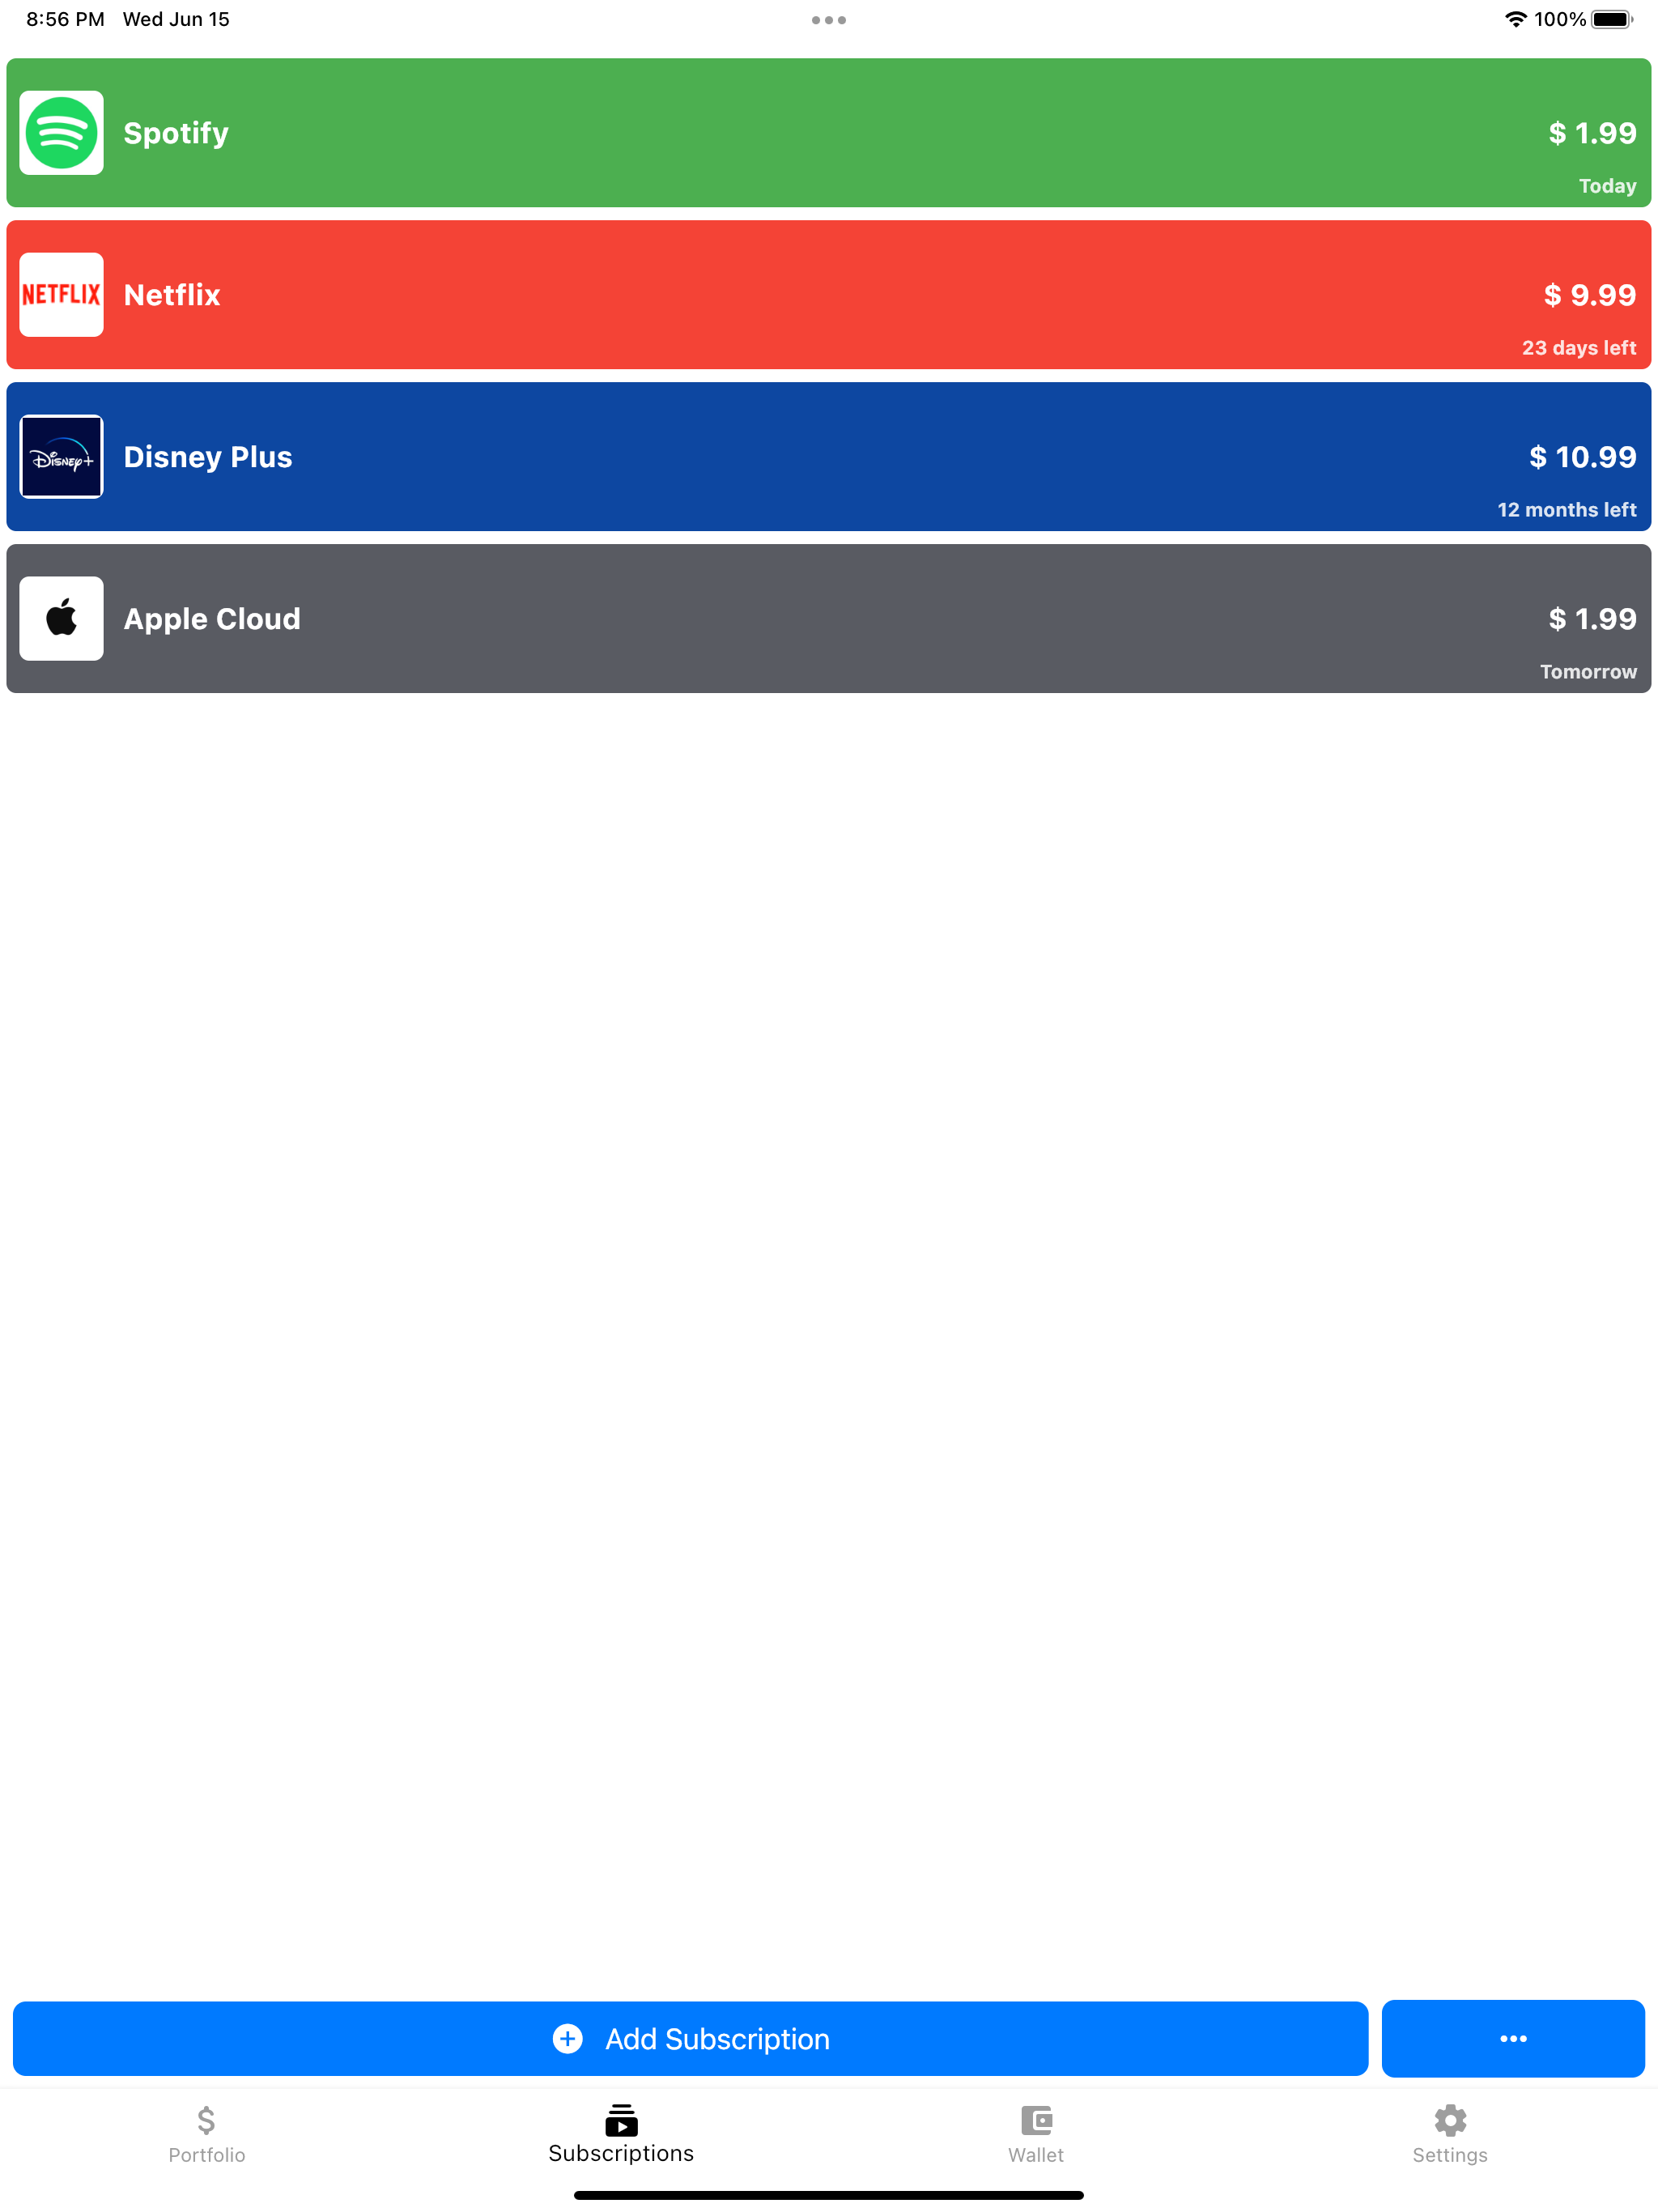 8:56 PM Wed Jun 15
100%
Spotify
$ 1.99
Today
NETFLIX
Netflix
$ 9.99
23 days left
Disney+
Disney Plus
$ 10.99
12 months left
Apple Cloud
$ 1.99
Tomorrow
Add Subscription
Portfolio
Subscriptions
Wallet
Settings